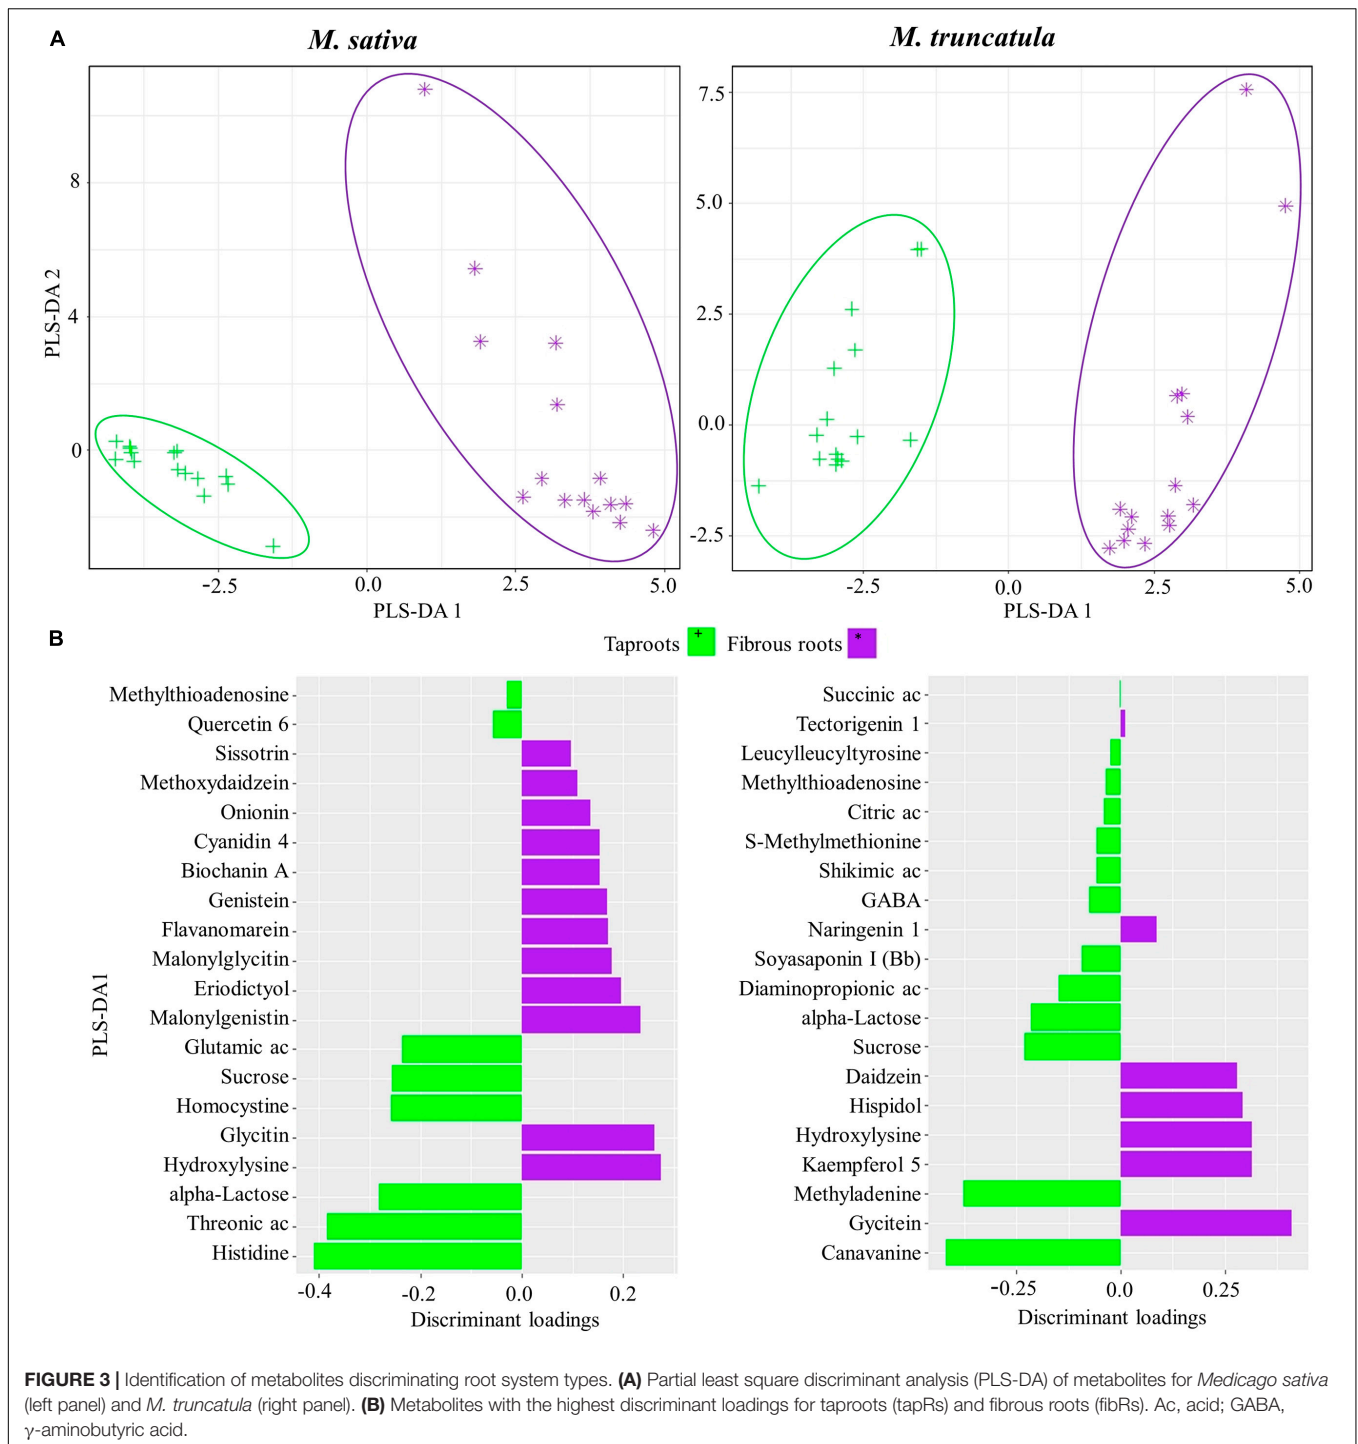 A
M. sativa
M. truncatula
PLS-DA 2
8
4
0
-2.5
0.0
2.5
5.0
PLS-DA 1
7.5
5.0
2.5
0.0
-2.5
-2.5
0.0
2.5
5.0
PLS-DA 1
B
Taproots + Fibrous roots *
PLS-DA1
Methylthioadenosine
Quercetin 6
Sissotrin
Methoxydaidzein
Onionin
Cyanidin 4
Biochanin A
Genistein
Flavanomarein
Malonylglycitin
Eriodictyol
Malonylgenistin
Glutamic ac
Sucrose
Homocystine
Glycitin
Hydroxylysine
alpha-Lactose
Threonic ac
Histidine
-0.4
-0.2
0.0
0.2
Discriminant loadings
Succinic ac
Tectorigenin 1
Leucylleucyltyrosine
Methylthioadenosine
Citric ac
S-Methylmethionine
Shikimic ac
GABA
Naringenin 1
Soyasaponin I (Bb)
Diaminopropionic ac
alpha-Lactose
Sucrose
Daidzein
Hispidol
Hydroxylysine
Kaempferol 5
Methyladenine
Gycitein
Canavanine
-0.25
0.0
0.25
Discriminant loadings
FIGURE 3 | Identification of metabolites discriminating root system types. (A) Partial least square discriminant analysis (PLS-DA) of metabolites for Medicago sativa
(left panel) and M. truncatula (right panel). (B) Metabolites with the highest discriminant loadings for taproots (tapRs) and fibrous roots (fibRs). Ac, acid; GABA,
γ-aminobutyric acid.